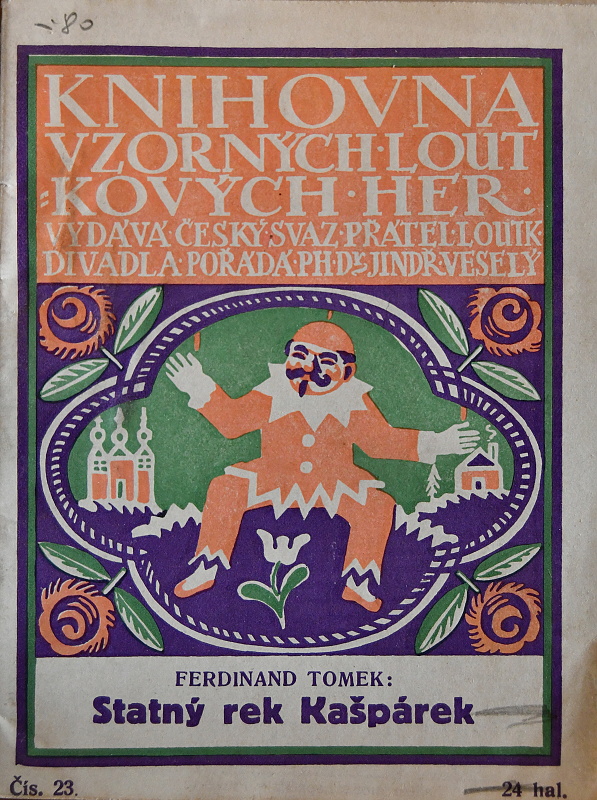 -.80
KNIHOVNA
VZORNÝCH·LOUT
=KOVÝCH·HER·
VYDÁVÁ·ČESKÝ·SVAZ·PŘÁTEL·LOUTK·
DIVADLA·POŘÁDÁ·PH·DR·JINDŘ·VESELÝ
FERDINAND TOMEK:
Statný rek Kašpárek
Čís. 23.
24 hal.